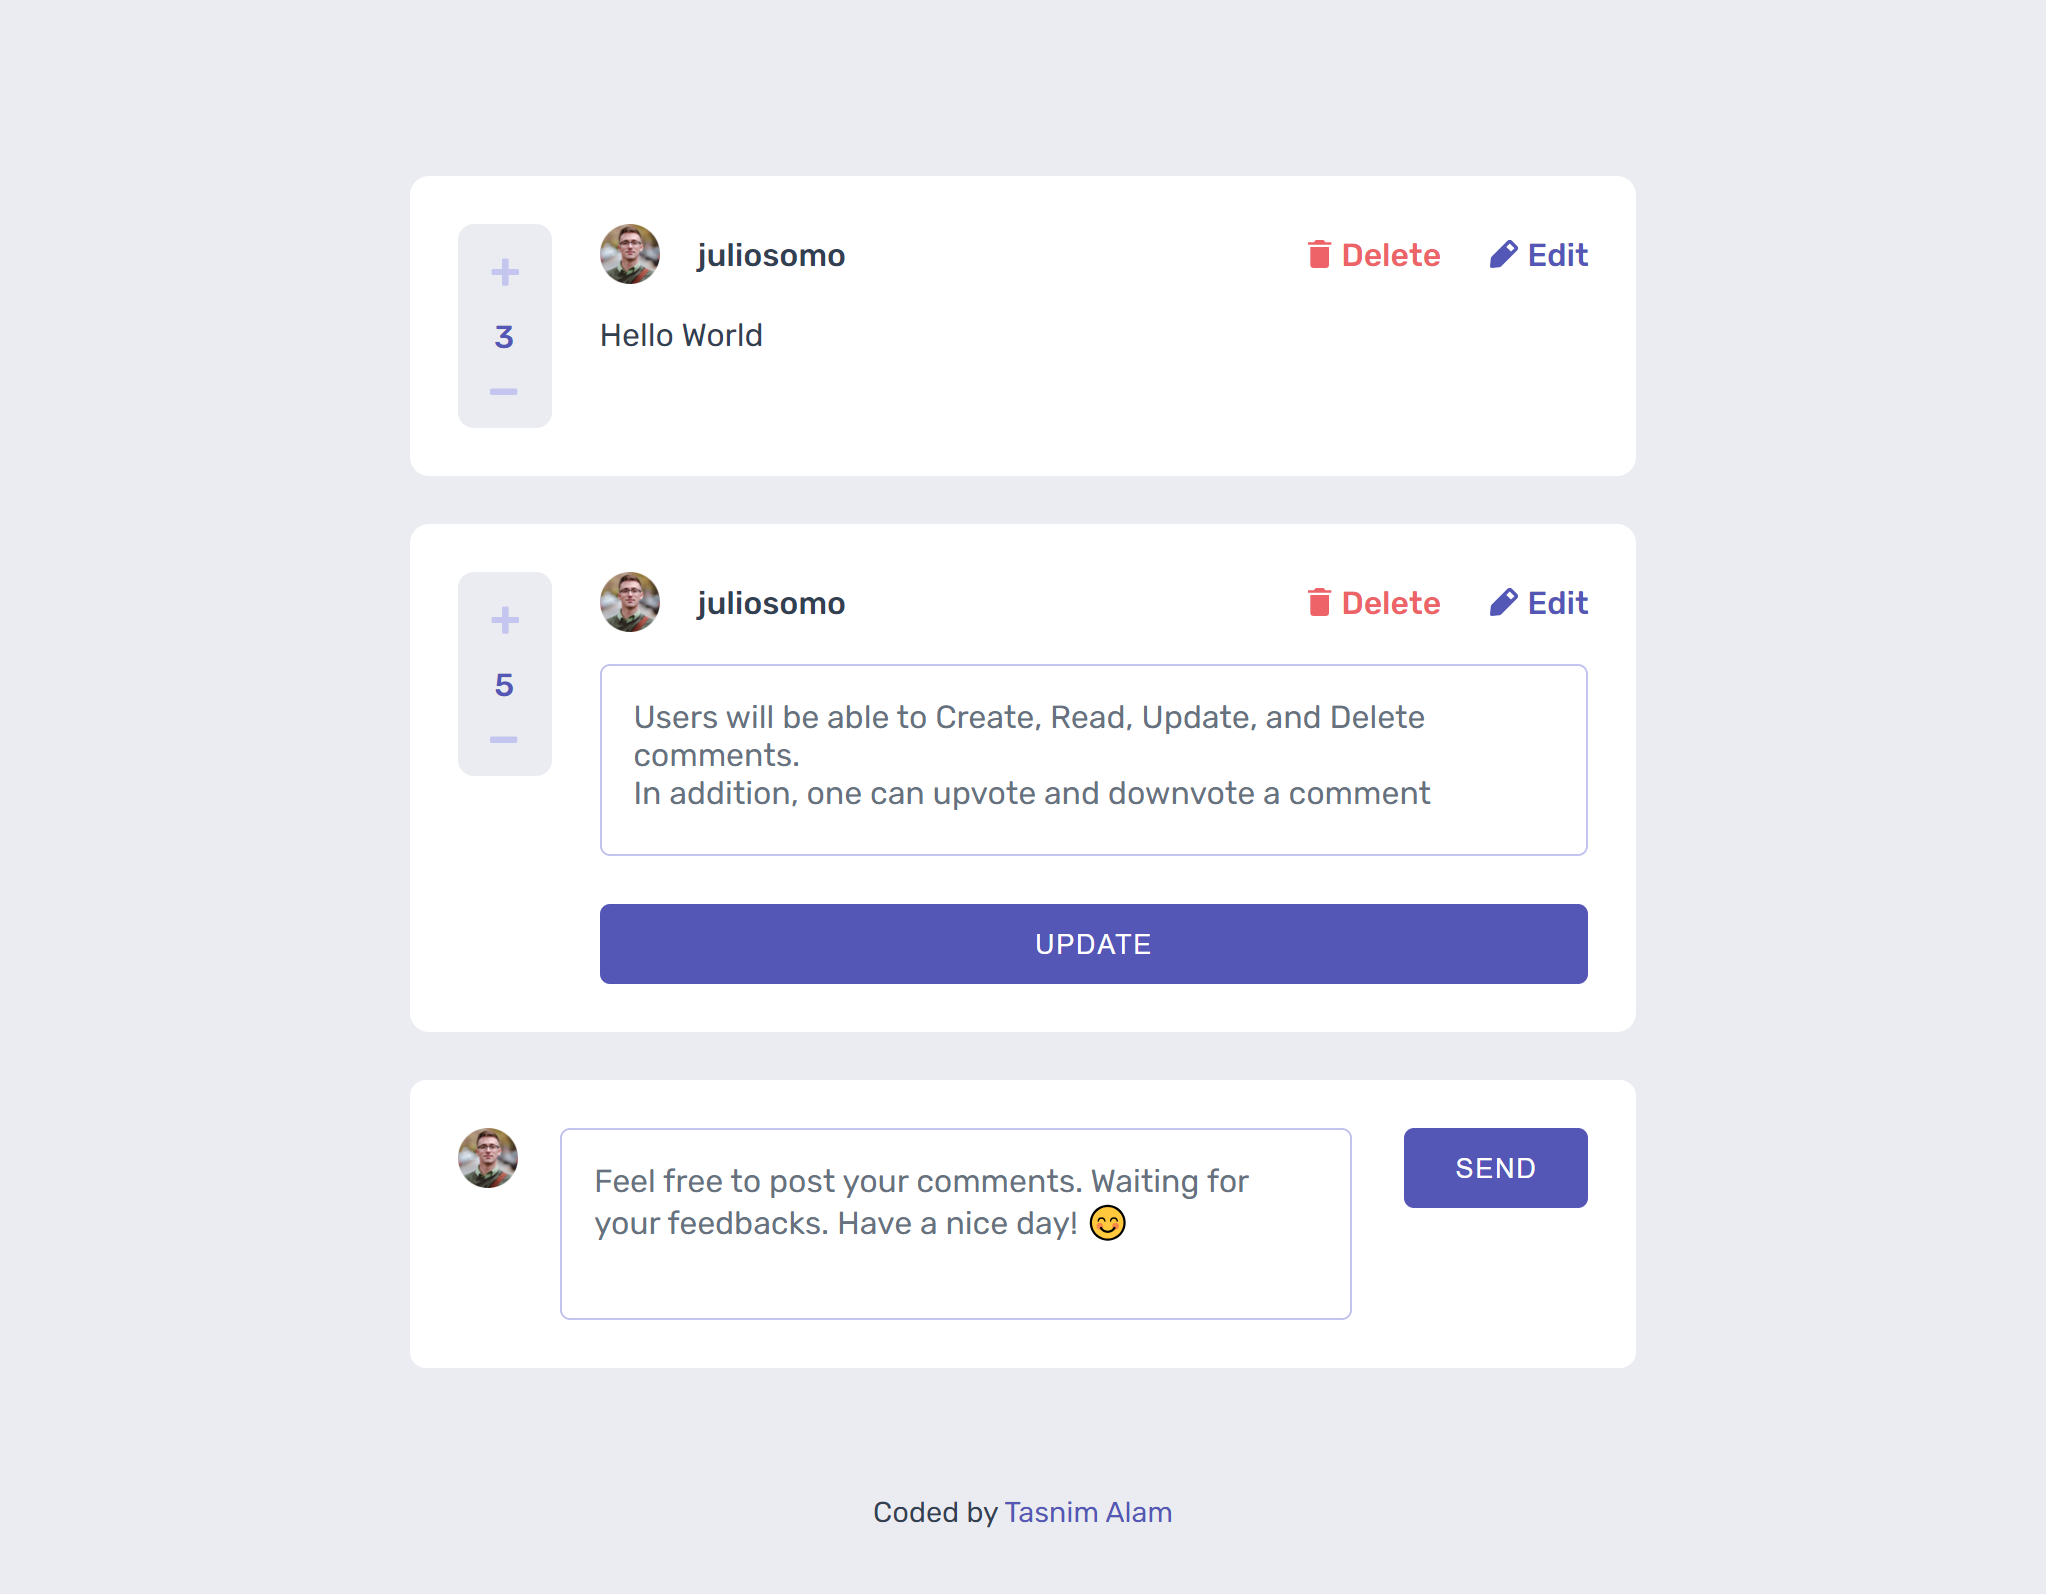 juliosomo
Delete
Edit
3
Hello World
juliosomo
Delete
Edit
5
Users will be able to Create, Read, Update, and Delete
comments.
In addition, one can upvote and downvote a comment
UPDATE
Feel free to post your comments. Waiting for
your feedbacks. Have a nice day! 😊
SEND
Coded by Tasnim Alam